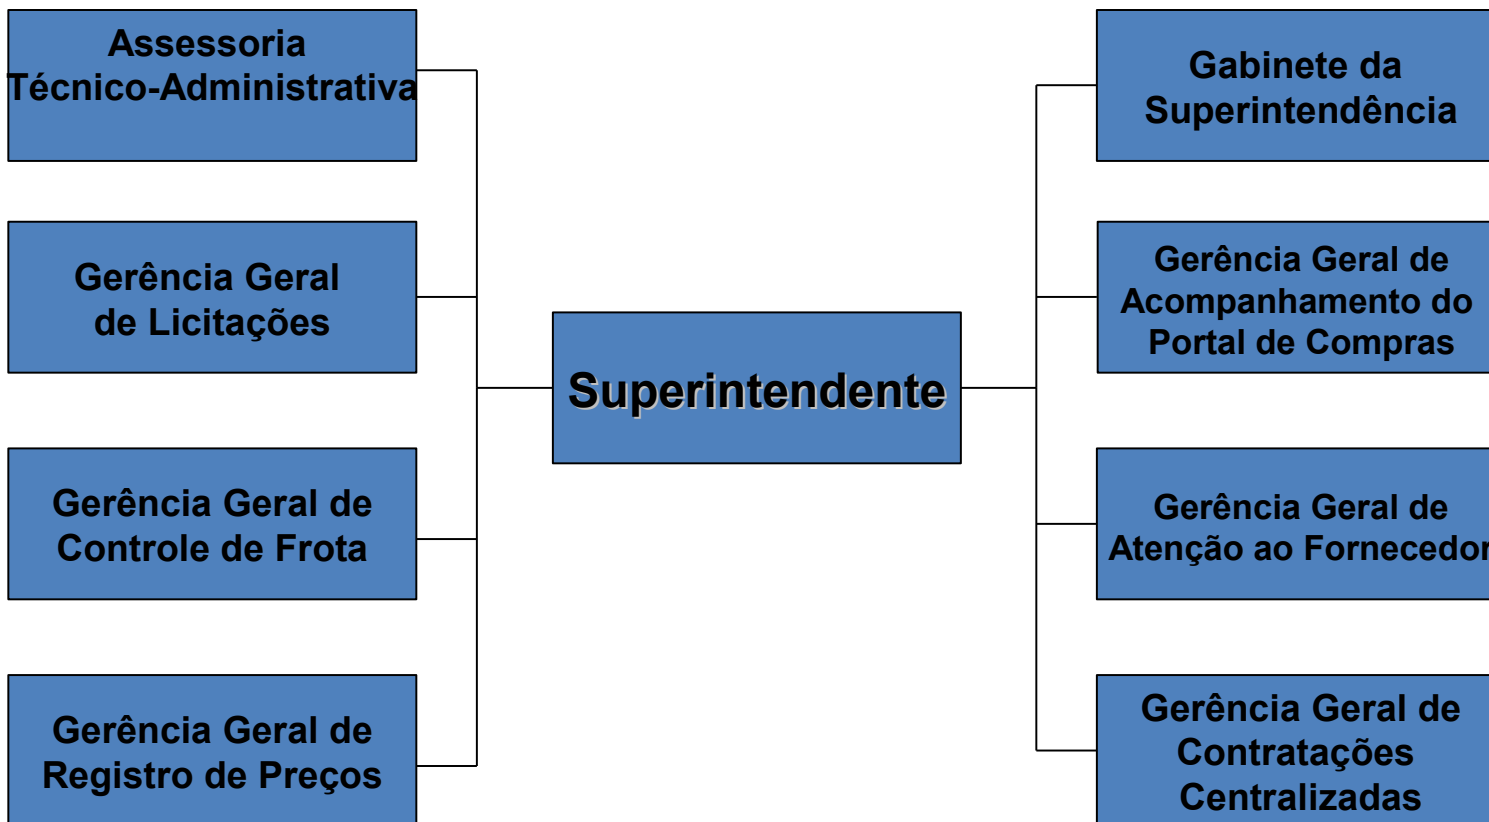 Assessoria
Técnico-Administrativa
Gerência Geral
de Licitações
Gerência Geral de
Controle de Frota
Gerência Geral de
Registro de Preços
Superintendente
Gabinete da
Superintendência
Gerência Geral de
Acompanhamento do
Portal de Compras
Gerência Geral de
Atenção ao Fornecedor
Gerência Geral de
Contratações
Centralizadas